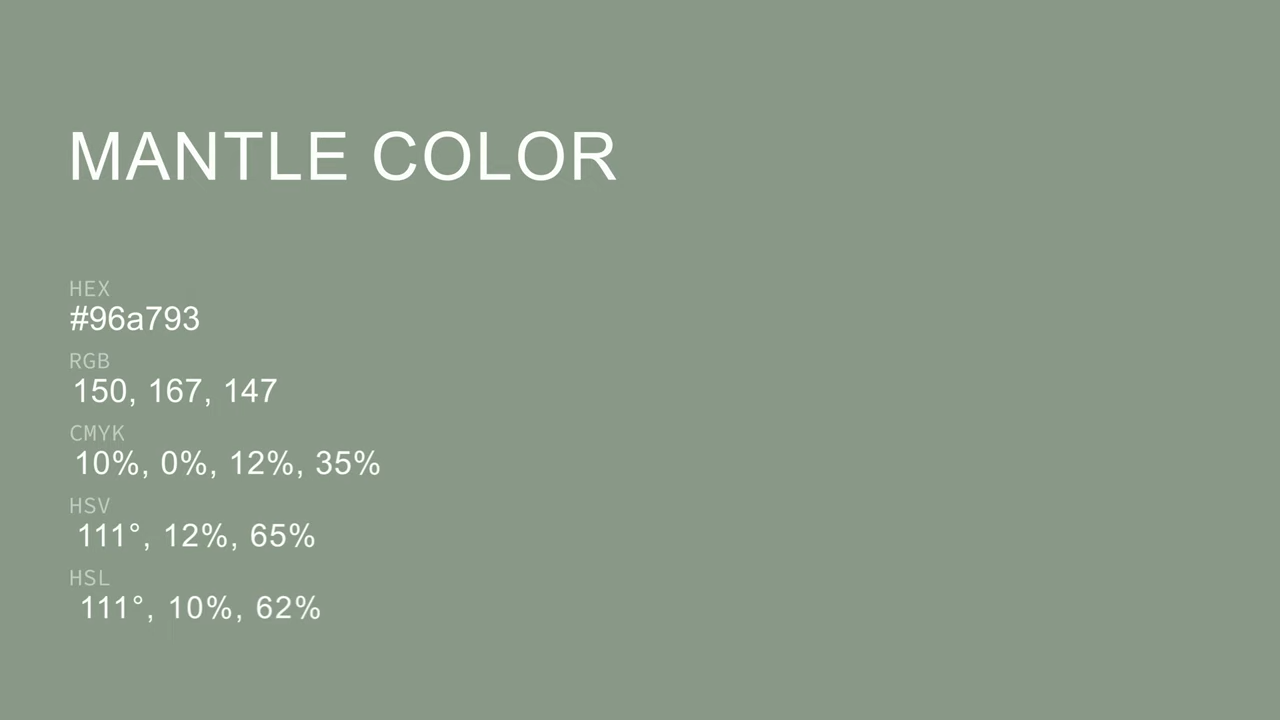 MANTLE COLOR
HEX
#96a793
RGB
150, 167, 147
CMYK
10%, 0%, 12%, 35%
HSV
111°, 12%, 65%
HSL
111°, 10%, 62%